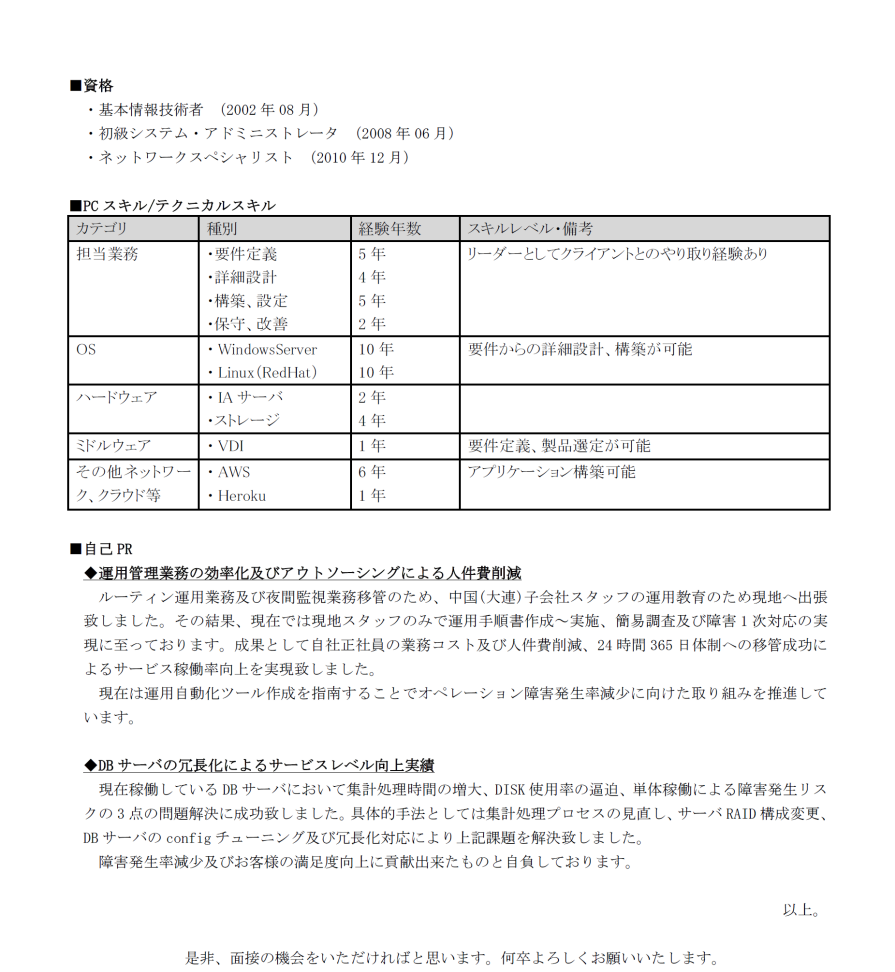 ■資格
・基本情報技術者 （2002 年 08 月）
・初級システム・アドミニストレータ （2008 年 06 月）
・ネットワークスペシャリスト （2010 年 12 月）
■PC スキル/テクニカルスキル
カテゴリ 種別 経験年数 スキルレベル・備考
担当業務 ・要件定義 5 年 リーダーとしてクライアントとのやり取り経験あり
・詳細設計 4 年
・構築、設定 5 年
・保守、改善 2 年
OS ・WindowsServer 10 年 要件からの詳細設計、構築が可能
・Linux（RedHat） 10 年
ハードウェア ・IA サーバ 2 年
・ストレージ 4 年
ミドルウェア ・VDI 1 年 要件定義、製品選定が可能
その他ネットワー ・AWS 6 年 アプリケーション構築可能
ク、クラウド等 ・Heroku 1 年
■自己 PR
◆運用管理業務の効率化及びアウトソーシングによる人件費削減
ルーティン運用業務及び夜間監視業務移管のため、中国(大連)子会社スタッフの運用教育のため現地へ出張
致しました。その結果、現在では現地スタッフのみで運用手順書作成～実施、簡易調査及び障害 1 次対応の実
現に至っております。成果として自社正社員の業務コスト及び人件費削減、24 時間 365 日体制への移管成功に
よるサービス稼働率向上を実現致しました。
現在は運用自動化ツール作成を指南することでオペレーション障害発生率減少に向けた取り組みを推進して
います。
◆DB サーバの冗長化によるサービスレベル向上実績
現在稼働している DB サーバにおいて集計処理時間の増大、DISK 使用率の逼迫、単体稼働による障害発生リス
クの 3 点の問題解決に成功致しました。具体的手法としては集計処理プロセスの見直し、サーバ RAID 構成変更、
DB サーバの config チューニング及び冗長化対応により上記課題を解決致しました。
障害発生率減少及びお客様の満足度向上に貢献出来たものと自負しております。
以上。
是非、面接の機会をいただければと思います。何卒よろしくお願いいたします。